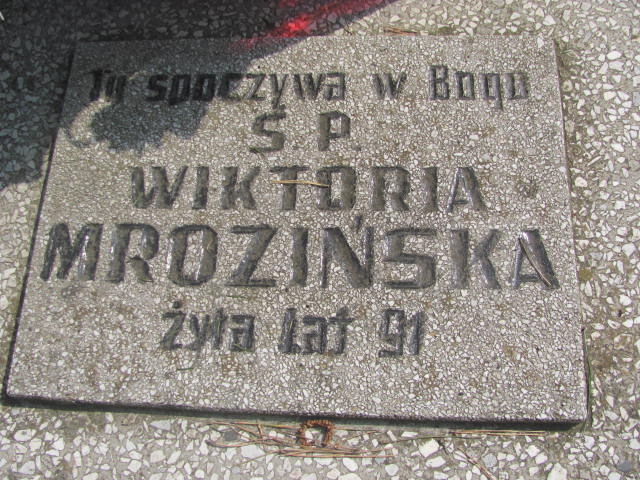 Tu spoczywa w Bogu
Ś.P.
WIKTORIA
MROZIŃSKA
żyła lat 91